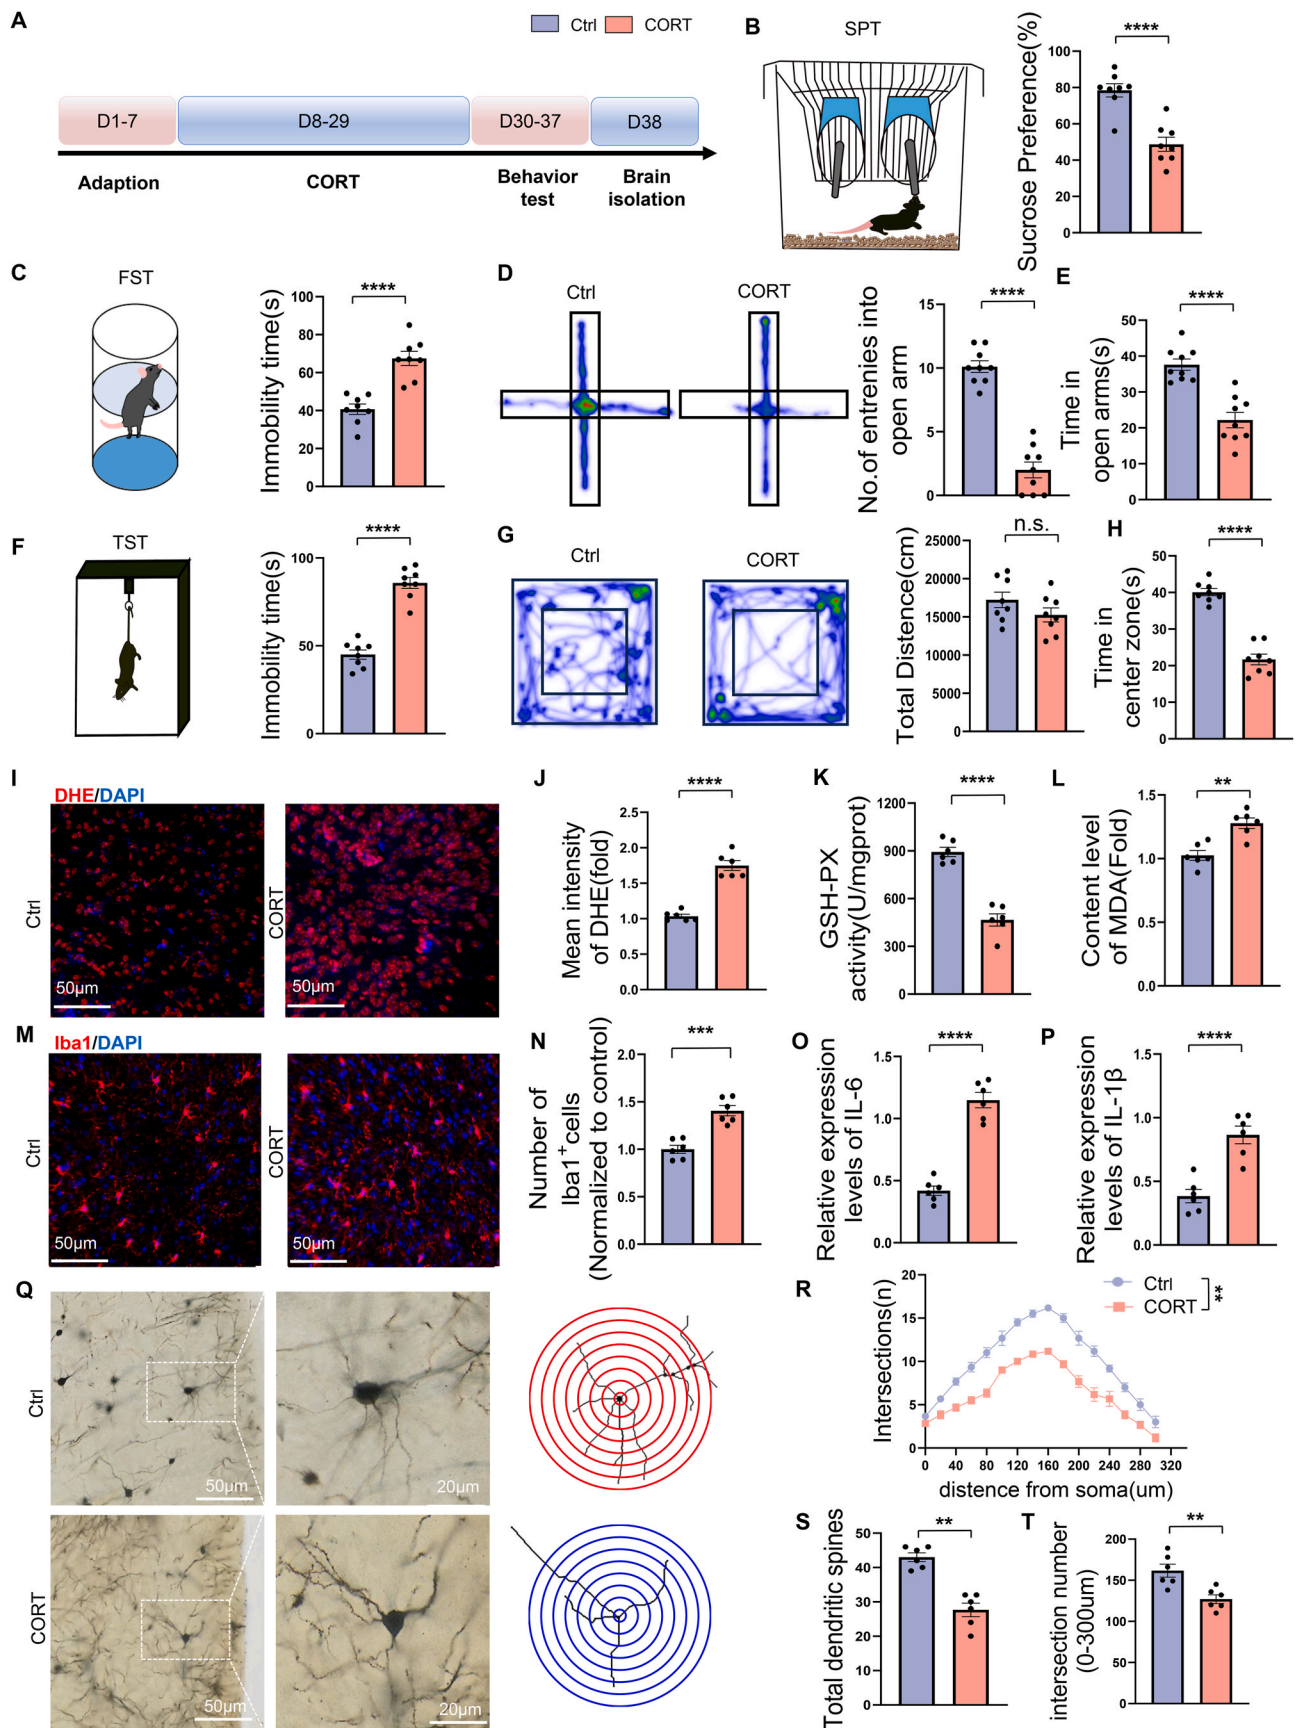 A
Ctrl CORT
D1-7 D8-29 D30-37 D38
Adaption CORT Behavior test Brain isolation
B
SPT
Sucrose Preference(%)
100
80
60
40
20
0
****
C
FST
Immobility time(s)
100
80
60
40
20
0
****
D
Ctrl CORT
No.of entrenies into
open arm
15
10
5
0
****
E
Time in
open arms(s)
50
40
30
20
10
0
****
F
TST
Immobility time(s)
100
50
0
****
G
Ctrl CORT
Total Distence(cm)
25000
20000
15000
10000
5000
0
n.s.
H
Time in
center zone(s)
50
40
30
20
10
0
****
I
DHE/DAPI
Ctrl
50μm
CORT
50μm
J
Mean intensity
of DHE(fold)
2.5
2.0
1.5
1.0
0.5
0.0
****
K
GSH-PX
activity(U/mgprot)
1200
900
600
300
0
****
L
Content level
of MDA(Fold)
1.5
1.0
0.5
0.0
**
M
Iba1/DAPI
Ctrl
50μm
CORT
50μm
N
Number of
Iba1+cells
(Normalized to control)
2.0
1.5
1.0
0.5
0.0
***
O
Relative expression
levels of IL-6
1.5
1.0
0.5
0.0
****
P
Relative expression
levels of IL-1β
1.5
1.0
0.5
0.0
****
Q
Ctrl
50μm
20μm
CORT
50μm
20μm
R
Intersections(n)
20
15
10
5
0
0 40 80 120 160 200 240 280 320
distence from soma(um)
Ctrl
CORT
**
S
Total dendritic spines
50
40
30
20
10
0
**
T
intersection number
(0-300um)
200
150
100
50
0
**